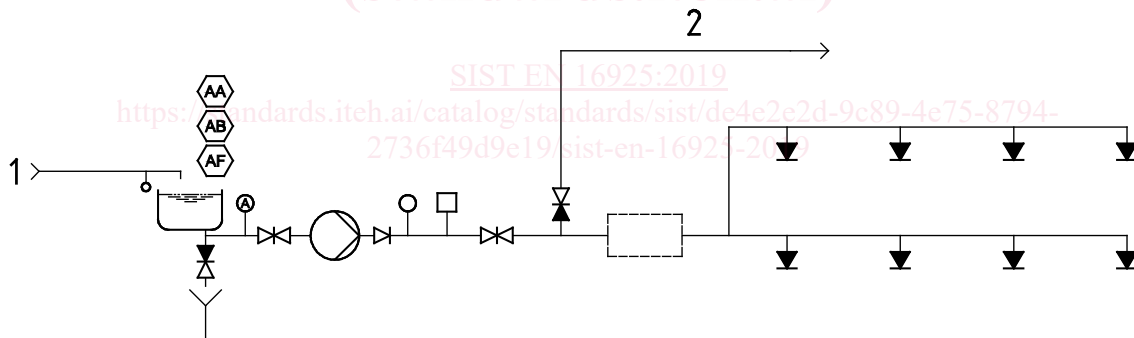 2
SIST EN 16925:2019
AA
https://standards.iteh.ai/catalog/standards/sist/de4e2e2d-9c89-4e75-8794-
AB
2736f49d9e19/sist-en-16925-2019
AF
1
A